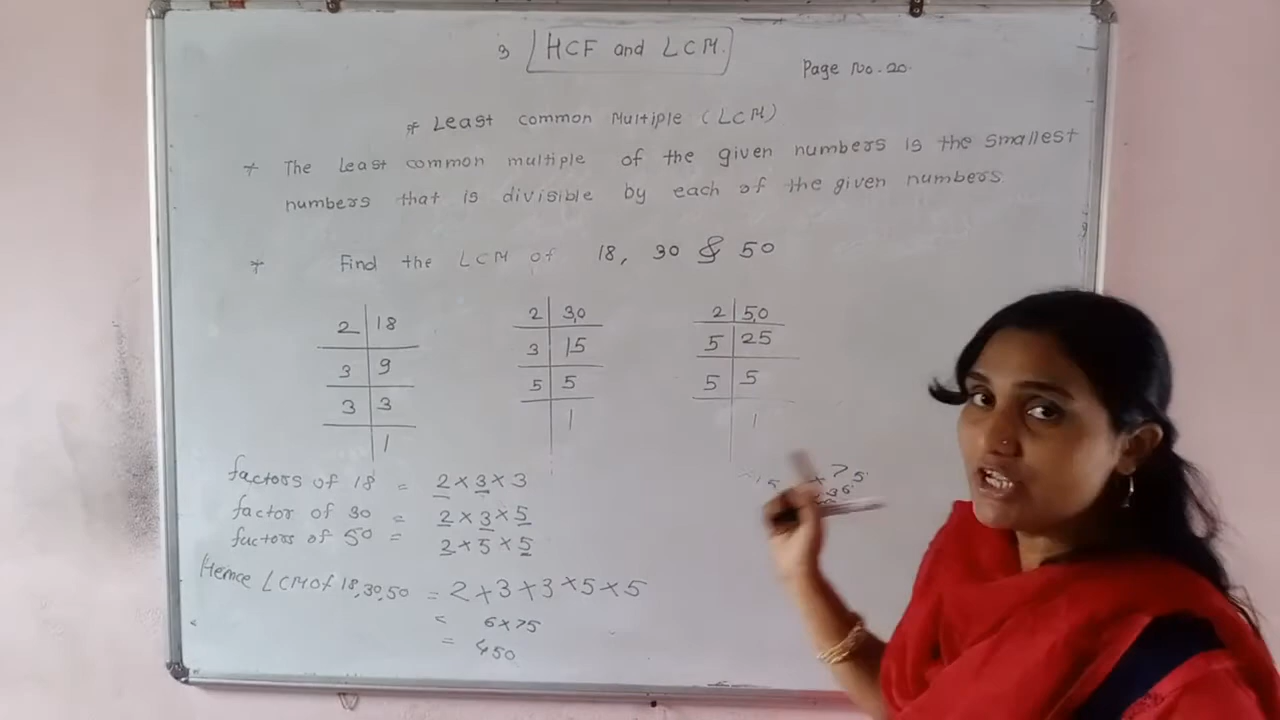 3 HCF and LCM.
Page No. 20.
* Least common Multiple (LCM)
* The Least common multiple of the given numbers is the smallest
numbers that is divisible by each of the given numbers.
* Find the LCM of 18, 30 & 50
2 18
3 9
3 3
1
2 30
3 15
5 5
1
2 50
5 25
5 5
1
factors of 18 = 2 × 3 × 3
factor of 30 = 2 × 3 × 5
factors of 50 = 2 × 5 × 5
Hence LCM of 18,30,50 = 2 × 3 × 3 × 5 × 5
6 × 75
= 450